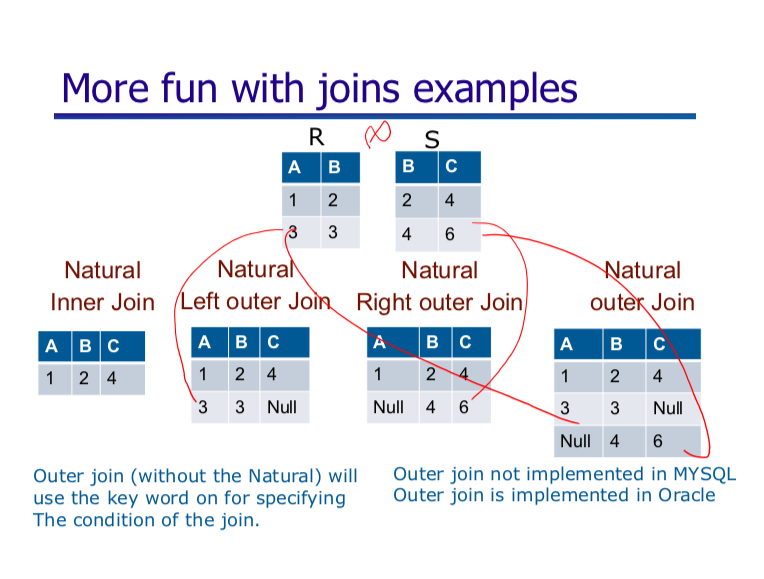 More fun with joins examples
R S
A B B C
1 2 2 4
3 3 4 6
Natural Natural Natural Natural
Inner Join Left outer Join Right outer Join outer Join
A B C A B C A B C A B C
1 2 4 1 2 4 1 2 4 1 2 4
3 3 Null Null 4 6 3 3 Null
Null 4 6
Outer join (without the Natural) will
use the key word on for specifying
The condition of the join.
Outer join not implemented in MYSQL
Outer join is implemented in Oracle